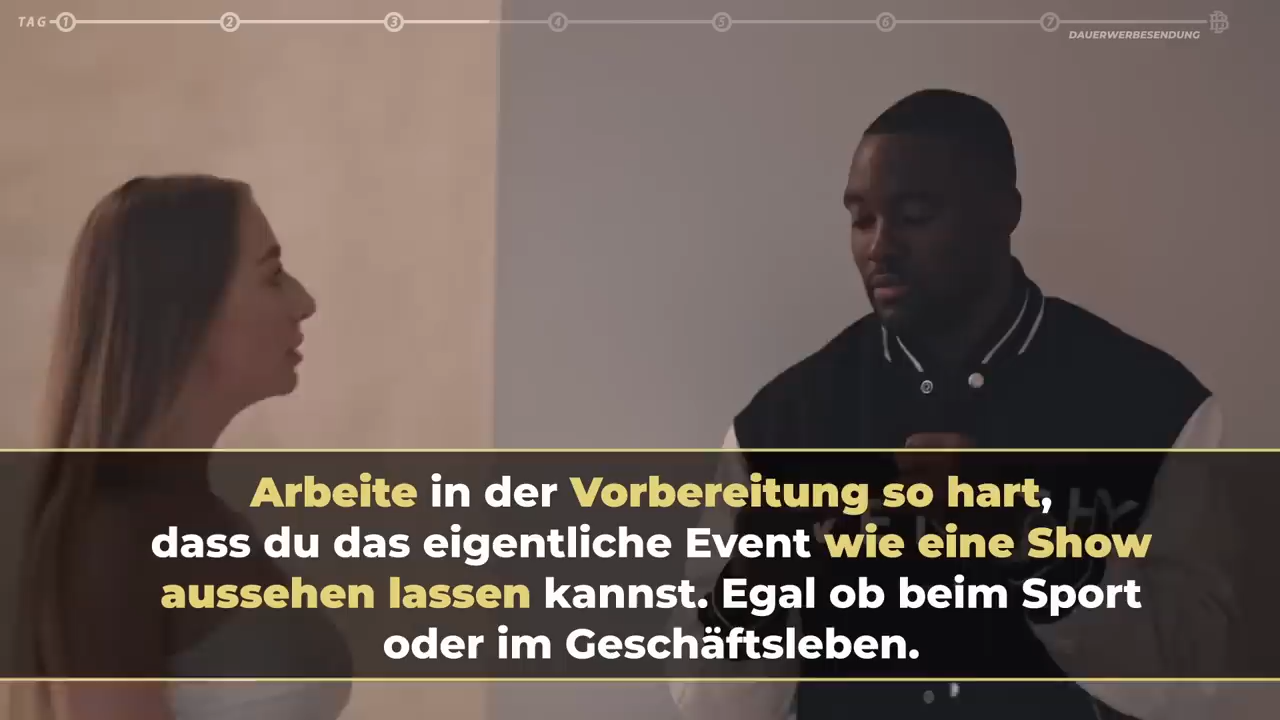 TAG 1 2 3 4 5 6 7
DAUERWERBESENDUNG
Arbeite in der Vorbereitung so hart,
dass du das eigentliche Event wie eine Show
aussehen lassen kannst. Egal ob beim Sport
oder im Geschäftsleben.